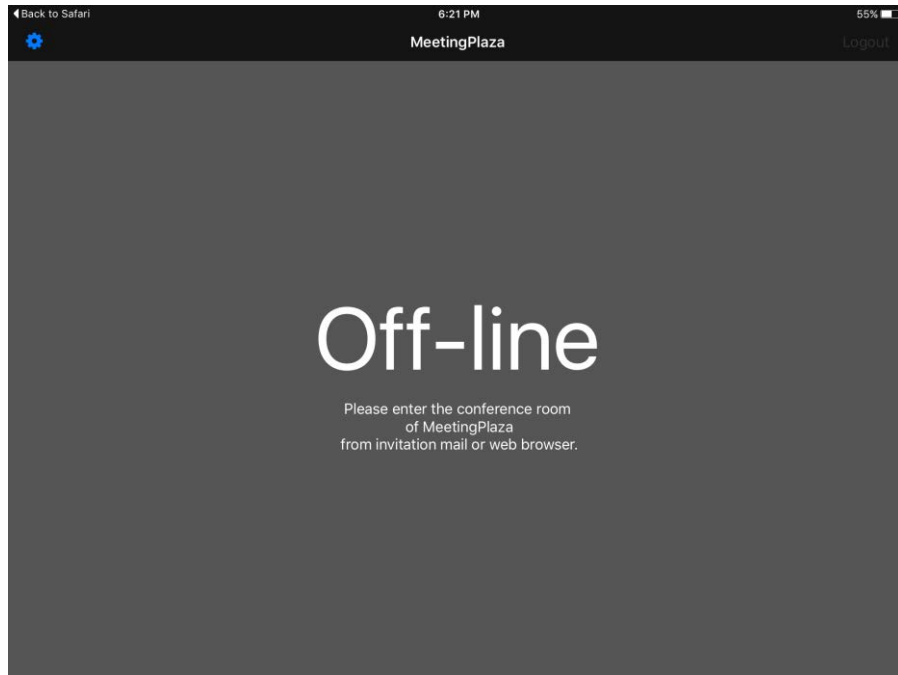 Back to Safari
6:21 PM
55%
MeetingPlaza
Logout
Off-line
Please enter the conference room
of MeetingPlaza
from invitation mail or web browser.